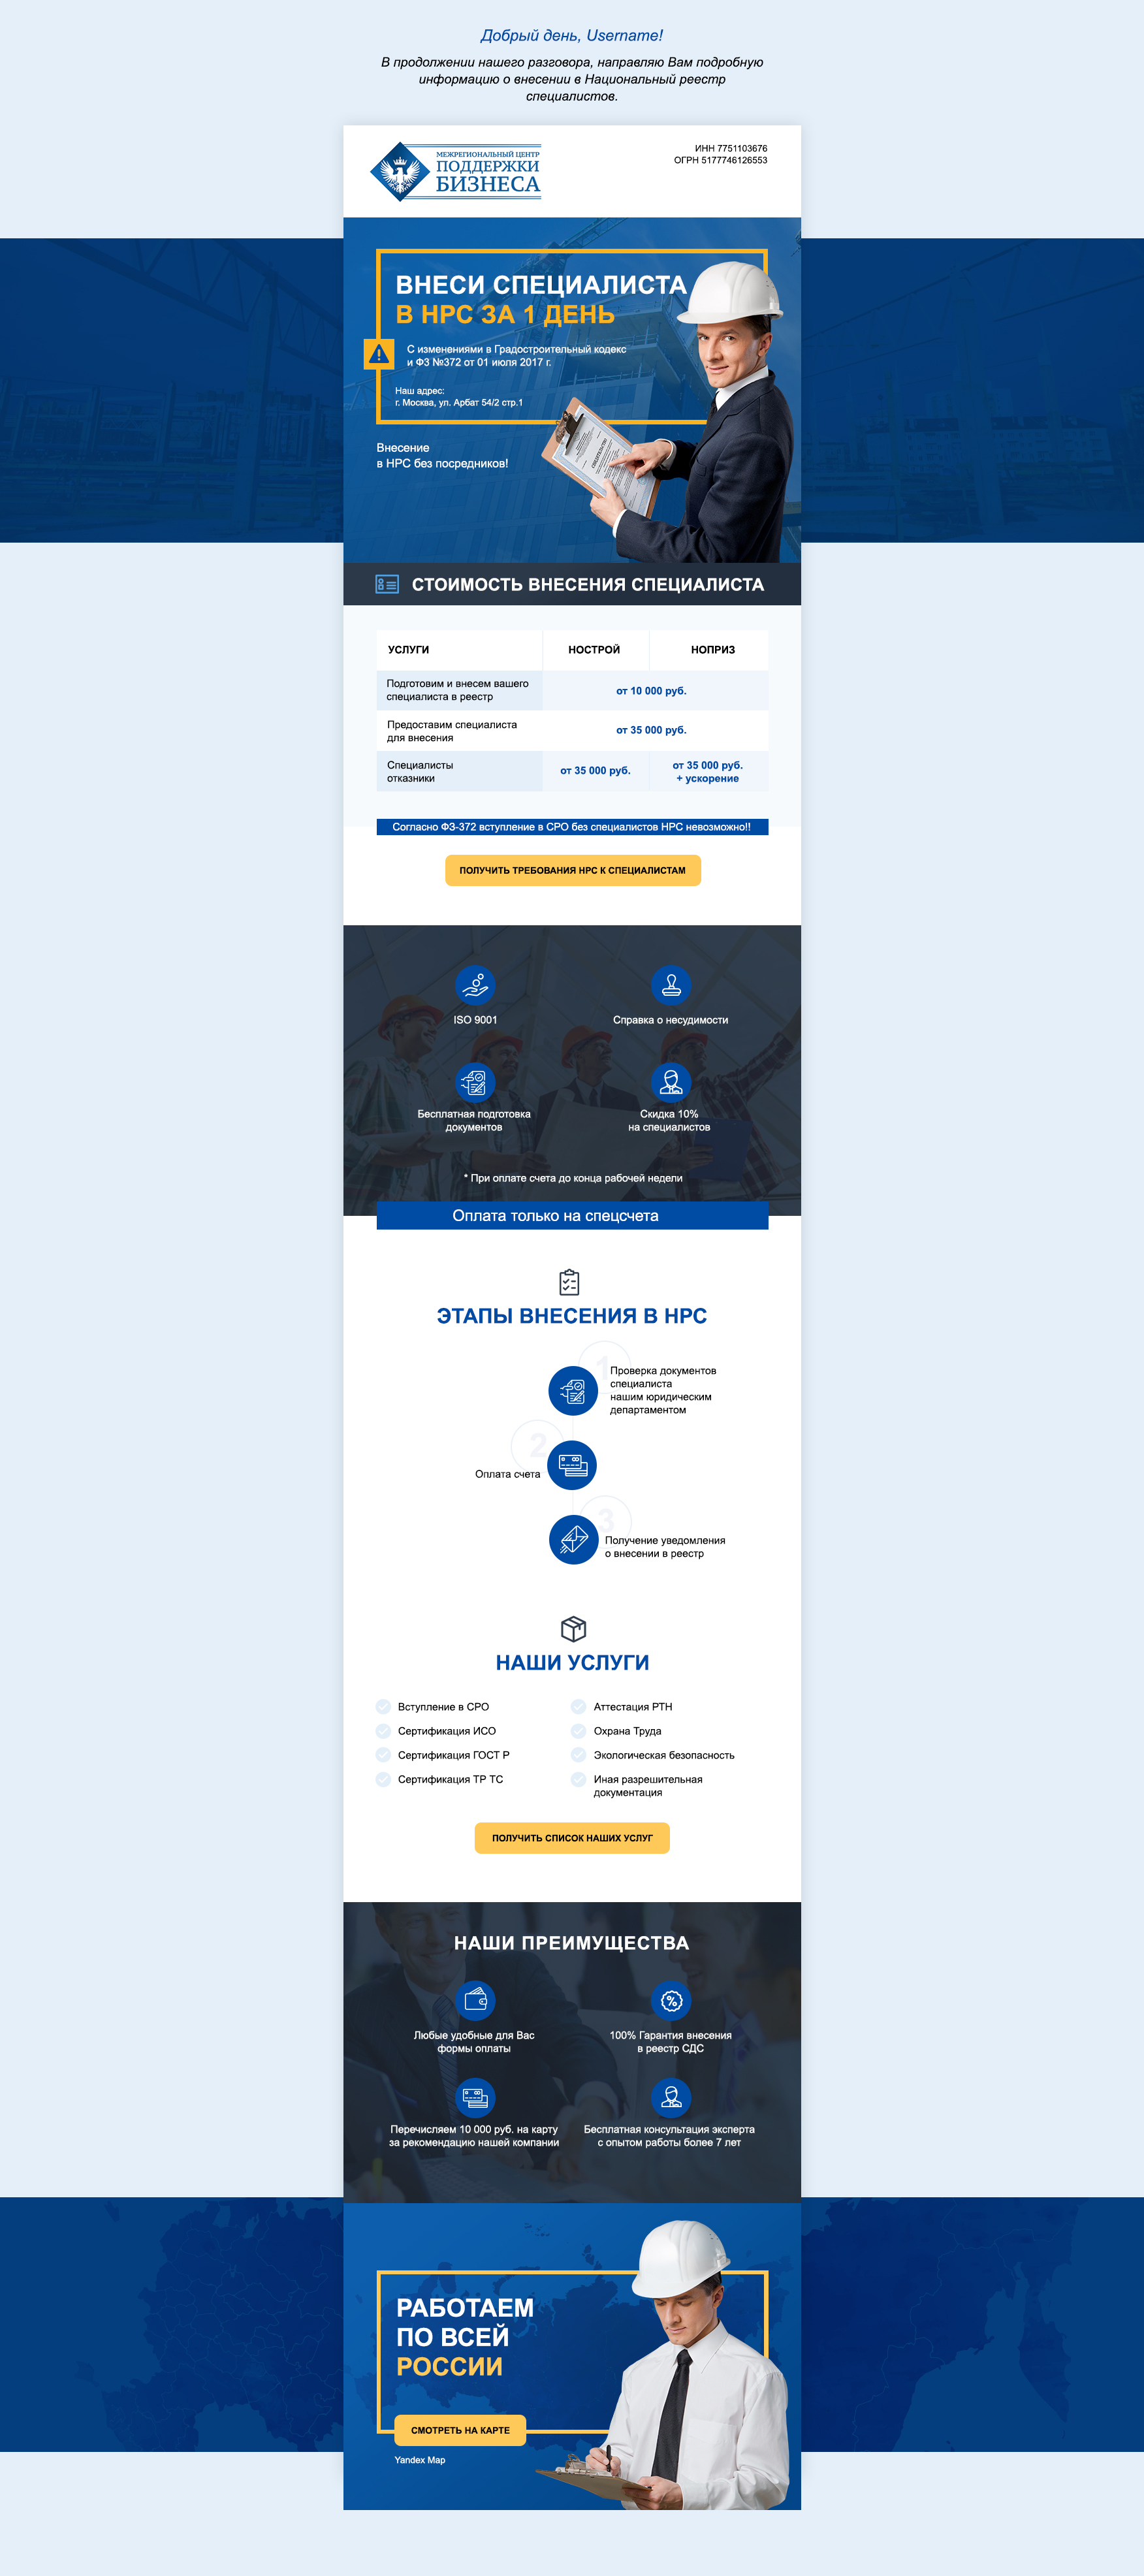 Добрый день, Username!
В продолжении нашего разговора, направляю Вам подробную
информацию о внесении в Национальный реестр
специалистов.
МЕЖРЕГИОНАЛЬНЫЙ ЦЕНТР
ПОДДЕРЖКИ
БИЗНЕСА
ИНН 7751103676
ОГРН 5177746126553
ВНЕСИ СПЕЦИАЛИСТА
В НРС ЗА 1 ДЕНЬ
С изменениями в Градостроительный кодекс
и ФЗ №372 от 01 июля 2017 г.
Наш адрес:
г. Москва, ул. Арбат 54/2 стр.1
Внесение
в НРС без посредников!
СТОИМОСТЬ ВНЕСЕНИЯ СПЕЦИАЛИСТА
УСЛУГИ НОСТРОЙ НОПРИЗ
Подготовим и внесем вашего
специалиста в реестр
от 10 000 руб.
Предоставим специалиста
для внесения
от 35 000 руб.
Специалисты
отказники
от 35 000 руб.
от 35 000 руб.
+ ускорение
Согласно ФЗ-372 вступление в СРО без специалистов НРС невозможно!!
ПОЛУЧИТЬ ТРЕБОВАНИЯ НРС К СПЕЦИАЛИСТАМ
ISO 9001
Справка о несудимости
Бесплатная подготовка
документов
Скидка 10%
на специалистов
* При оплате счета до конца рабочей недели
Оплата только на спецсчета
ЭТАПЫ ВНЕСЕНИЯ В НРС
1
Проверка документов
специалиста
нашим юридическим
департаментом
2
Оплата счета
3
Получение уведомления
о внесении в реестр
НАШИ УСЛУГИ
Вступление в СРО
Сертификация ИСО
Сертификация ГОСТ Р
Сертификация ТР ТС
Аттестация РТН
Охрана Труда
Экологическая безопасность
Иная разрешительная
документация
ПОЛУЧИТЬ СПИСОК НАШИХ УСЛУГ
НАШИ ПРЕИМУЩЕСТВА
Любые удобные для Вас
формы оплаты
100% Гарантия внесения
в реестр СДС
Перечисляем 10 000 руб. на карту
за рекомендацию нашей компании
Бесплатная консультация эксперта
с опытом работы более 7 лет
РАБОТАЕМ
ПО ВСЕЙ
РОССИИ
СМОТРЕТЬ НА КАРТЕ
Yandex Map